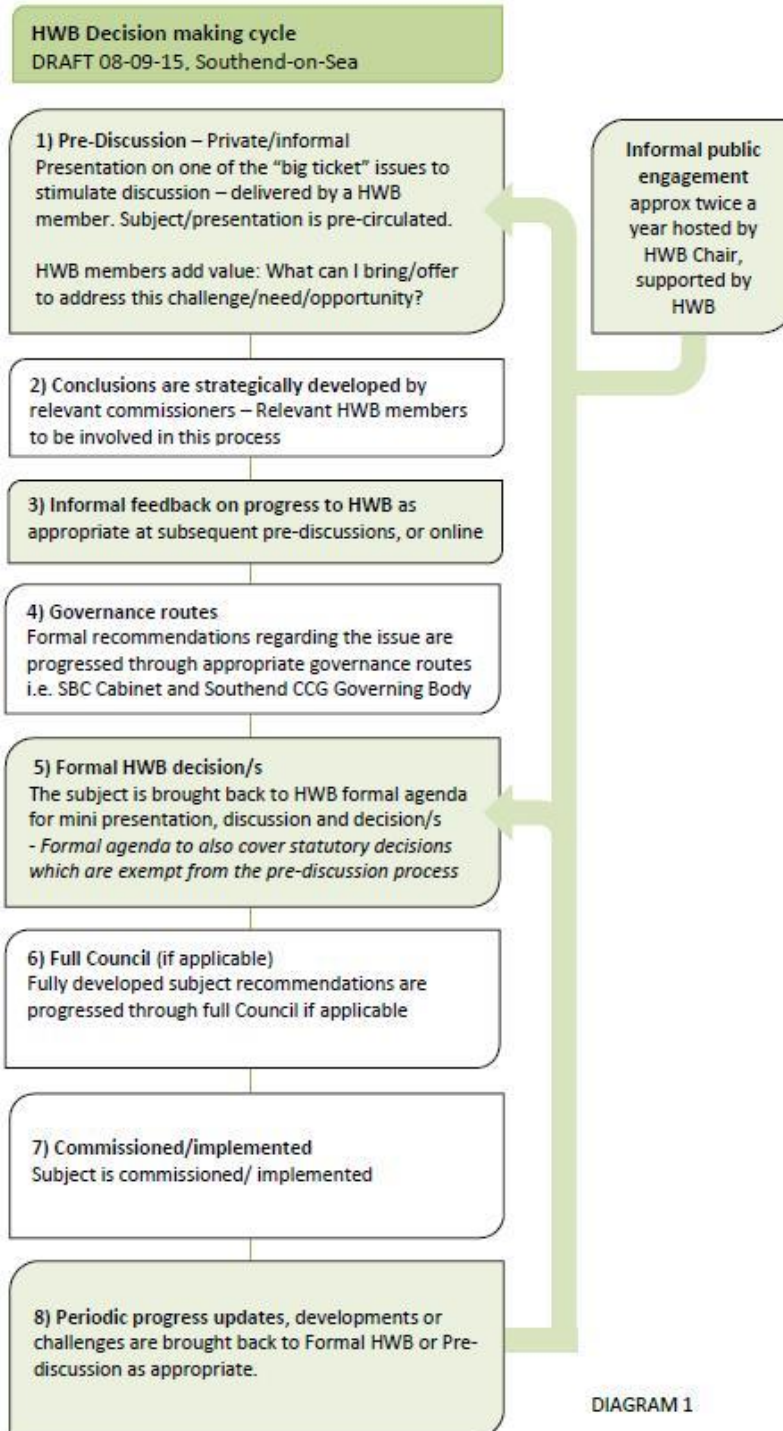 HWB Decision making cycle
DRAFT 08-09-15, Southend-on-Sea
1) Pre-Discussion – Private/informal
Presentation on one of the “big ticket” issues to
stimulate discussion – delivered by a HWB
member. Subject/presentation is pre-circulated.
HWB members add value: What can I bring/offer
to address this challenge/need/opportunity?
Informal public
engagement
approx twice a
year hosted by
HWB Chair,
supported by
HWB
2) Conclusions are strategically developed by
relevant commissioners – Relevant HWB members
to be involved in this process
3) Informal feedback on progress to HWB as
appropriate at subsequent pre-discussions, or online
4) Governance routes
Formal recommendations regarding the issue are
progressed through appropriate governance routes
i.e. SBC Cabinet and Southend CCG Governing Body
5) Formal HWB decision/s
The subject is brought back to HWB formal agenda
for mini presentation, discussion and decision/s
- Formal agenda to also cover statutory decisions
which are exempt from the pre-discussion process
6) Full Council (if applicable)
Fully developed subject recommendations are
progressed through full Council if applicable
7) Commissioned/implemented
Subject is commissioned/ implemented
8) Periodic progress updates, developments or
challenges are brought back to Formal HWB or Pre-
discussion as appropriate.
DIAGRAM 1